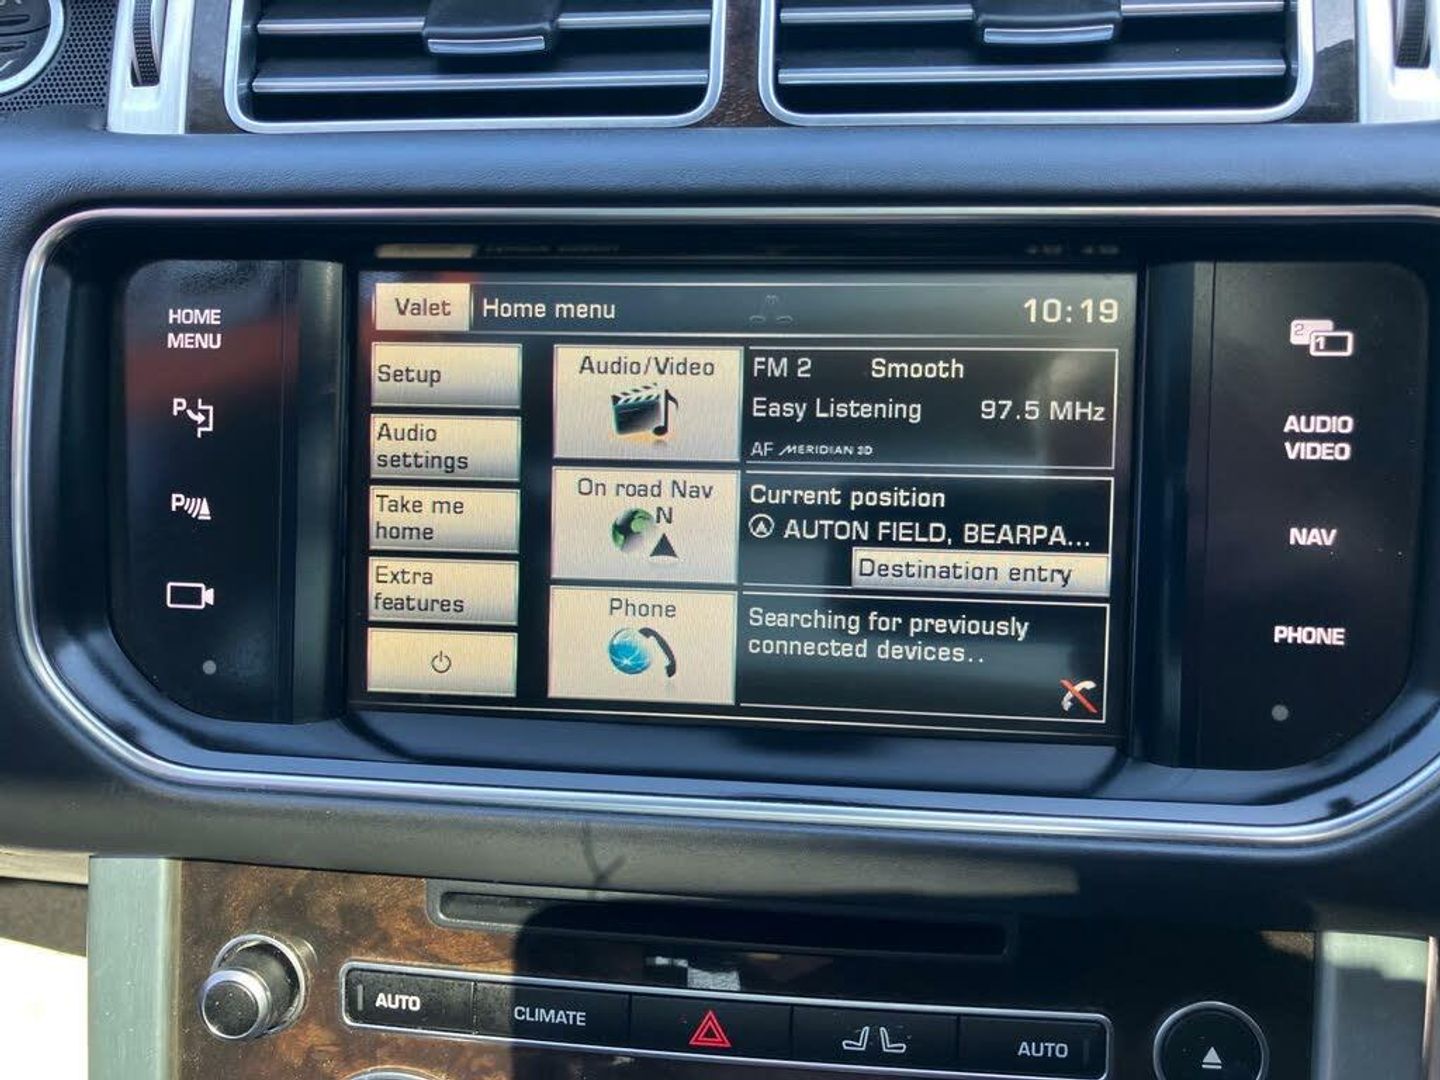 HOME
MENU
P
P
Valet
Home menu
10:19
Setup
Audio
settings
Take me
home
Extra
features
Audio/Video
On road Nav
N
Phone
FM 2 Smooth
Easy Listening 97.5 MHz
AF MERIDIAN 3D
Current position
AUTON FIELD, BEARPA...
Destination entry
Searching for previously
connected devices..
2
1
AUDIO
VIDEO
NAV
PHONE
AUTO
CLIMATE
AUTO